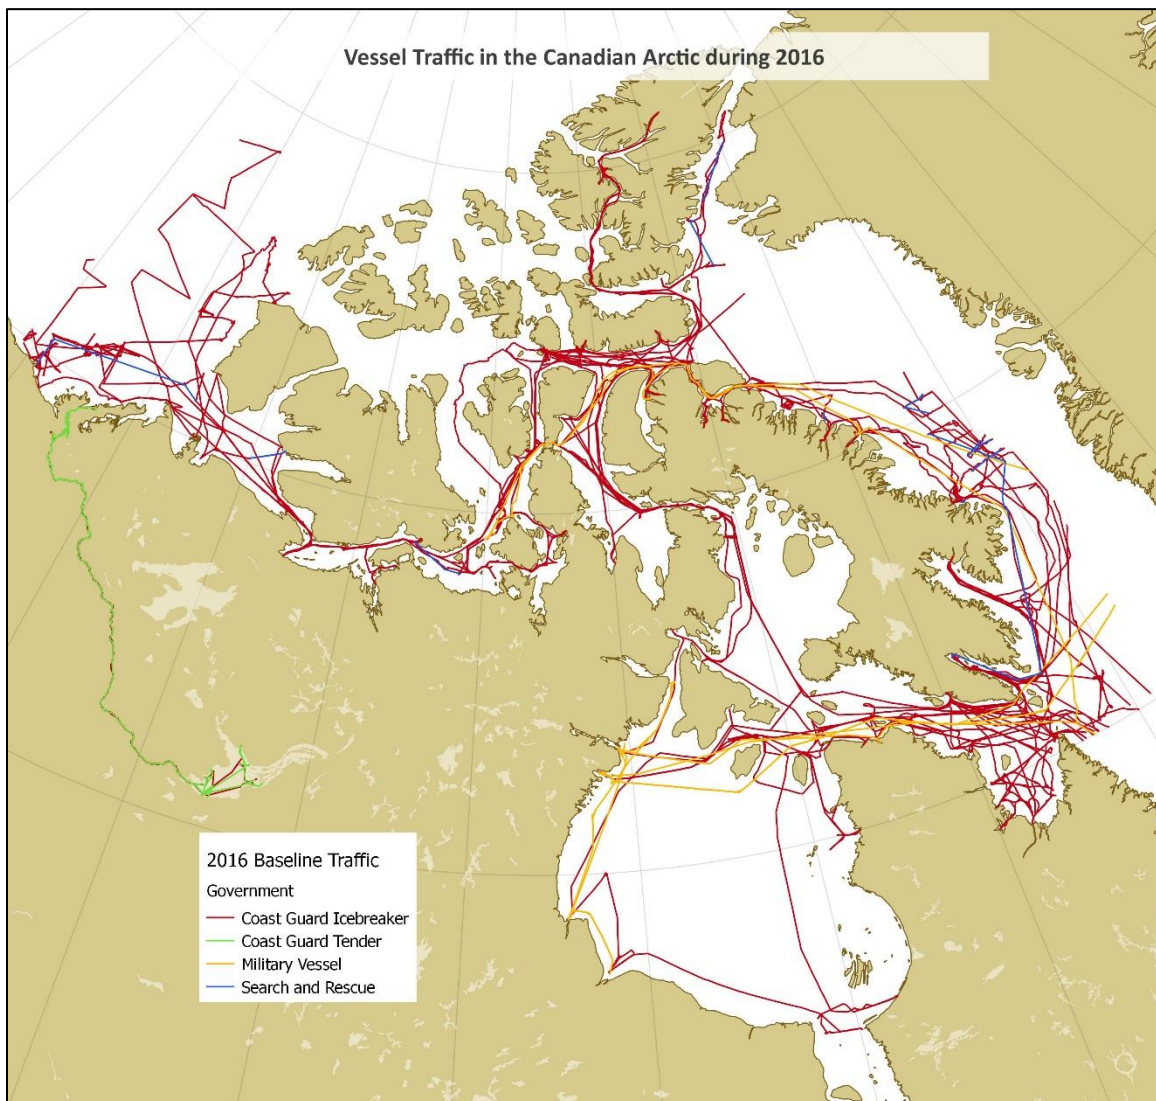 Vessel Traffic in the Canadian Arctic during 2016
2016 Baseline Traffic
Government
Coast Guard Icebreaker
Coast Guard Tender
Military Vessel
Search and Rescue